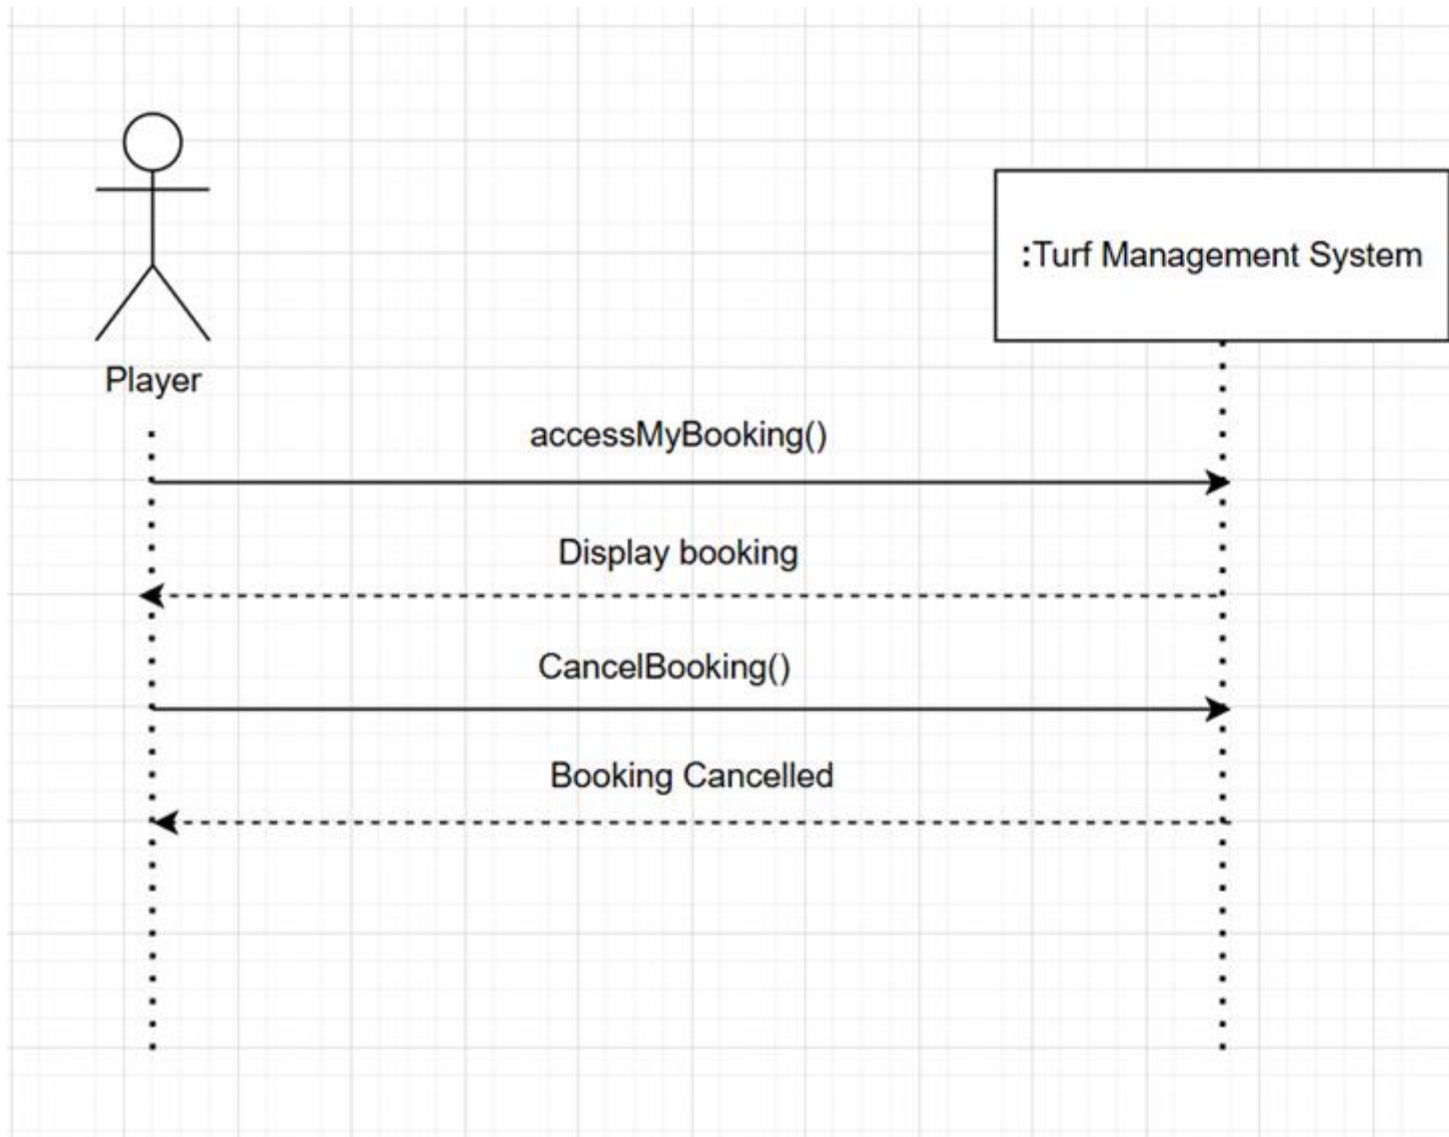 :Turf Management System
Player
accessMyBooking()
Display booking
CancelBooking()
Booking Cancelled